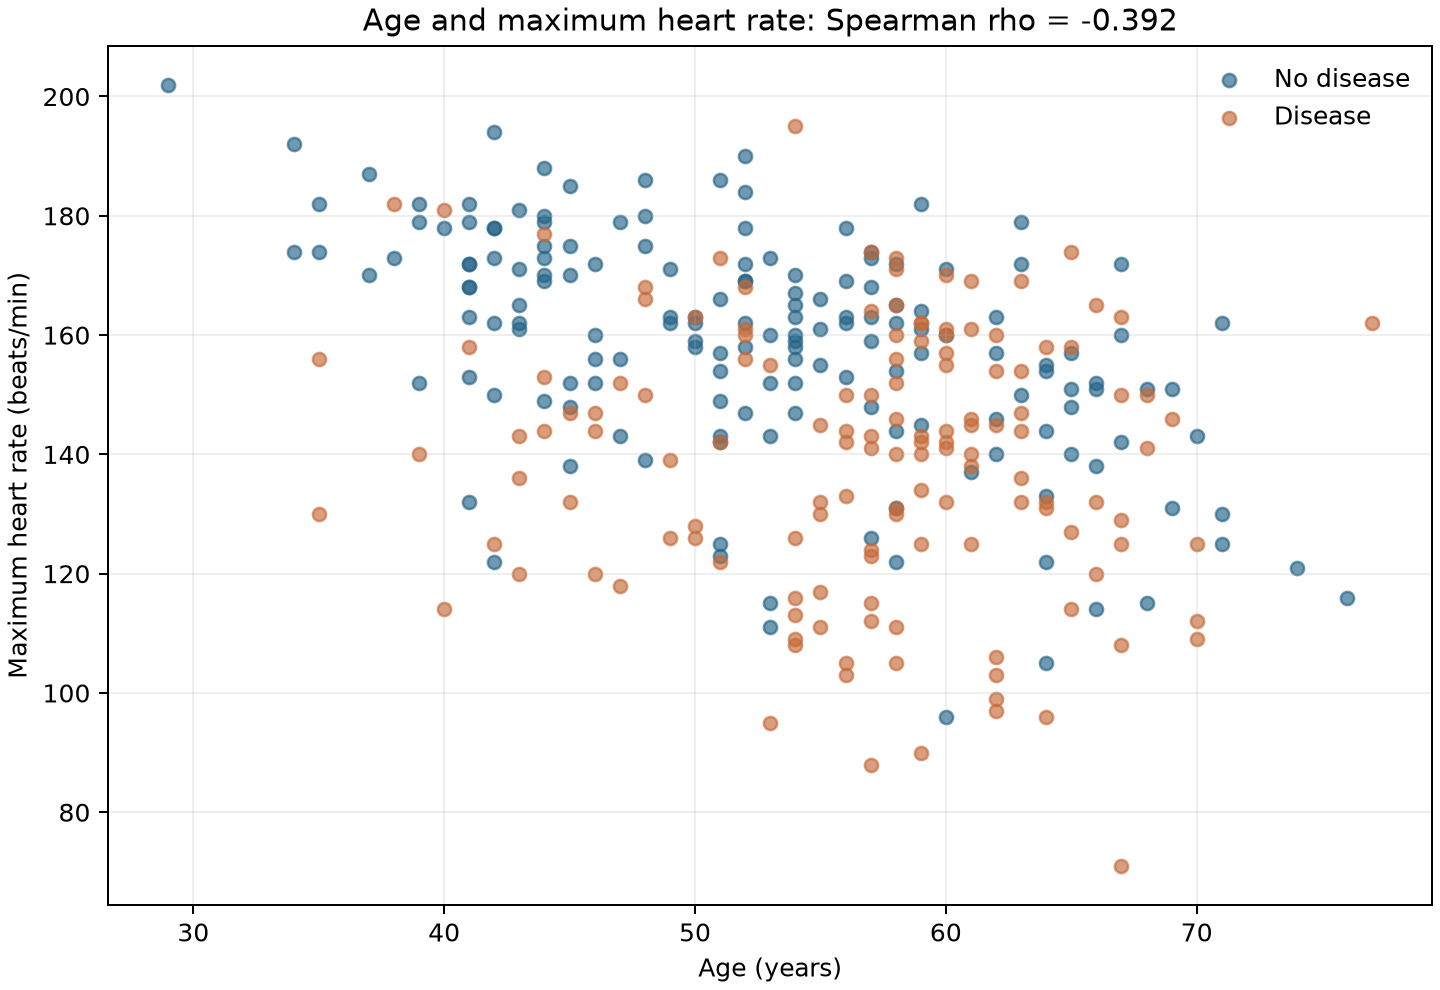 Age and maximum heart rate: Spearman rho = -0.392
No disease
Disease
Maximum heart rate (beats/min)
200
180
160
140
120
100
80
30 40 50 60 70
Age (years)